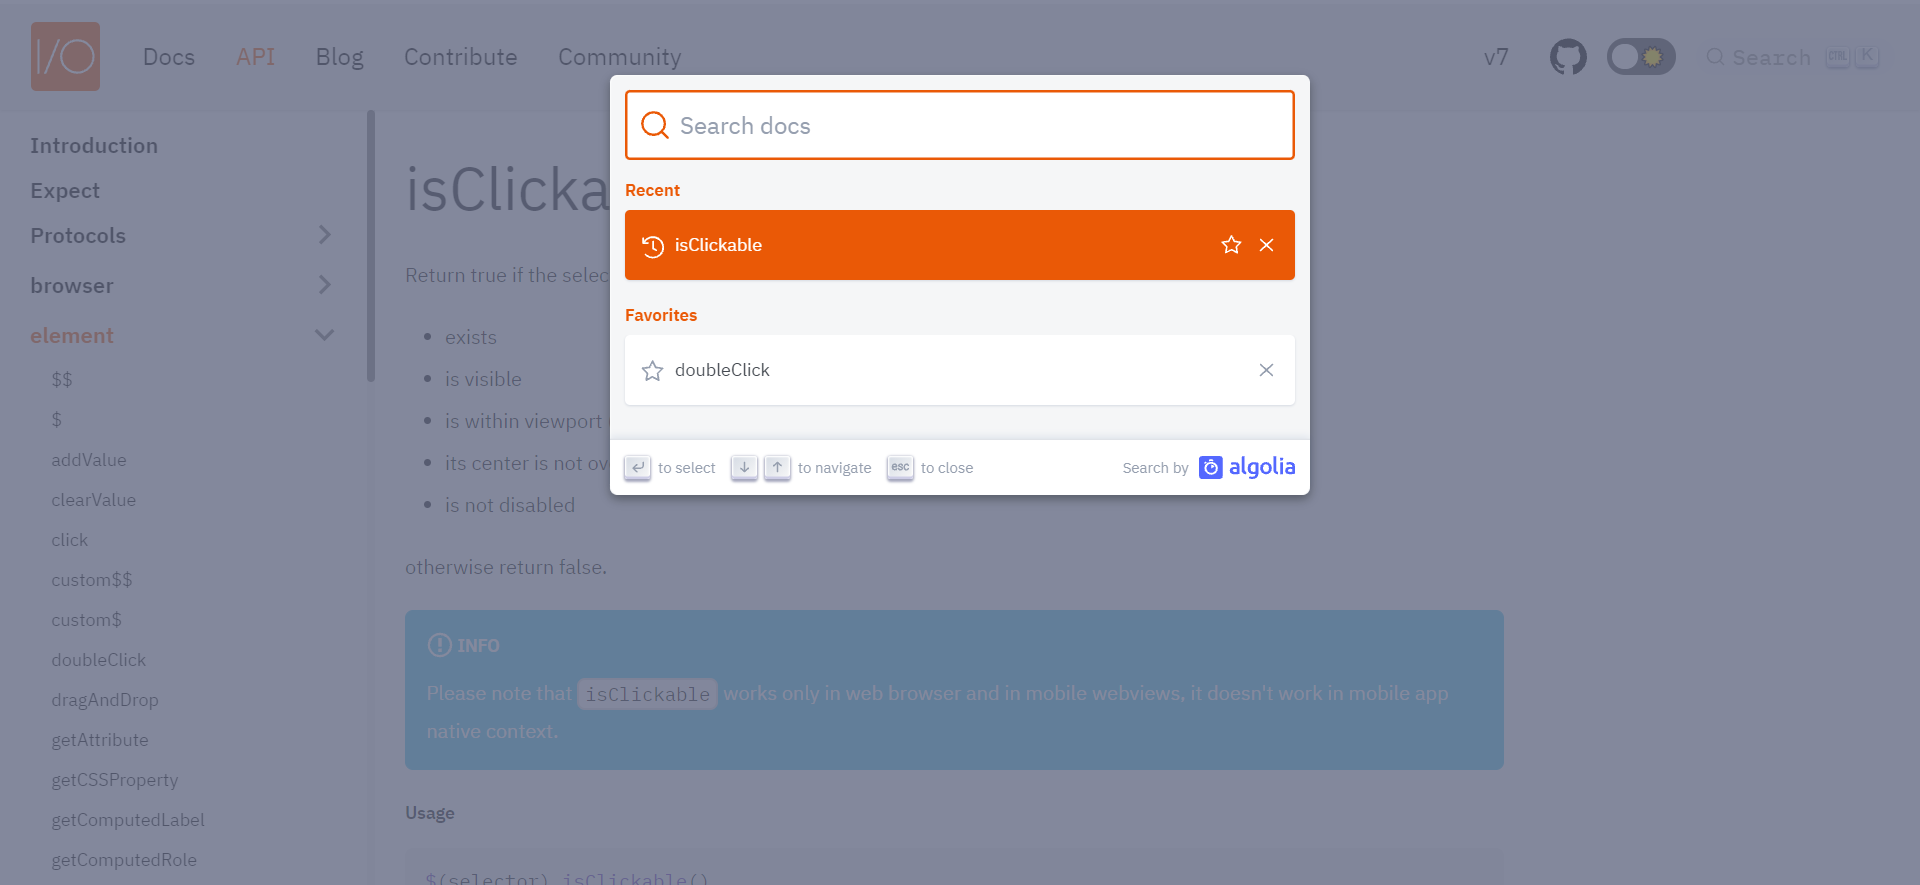 I/O
Docs
API
Blog
Contribute
Community
v7
Search
CTRL
K
Introduction
Expect
Protocols
browser
element
$$
$
addValue
clearValue
click
custom$$
custom$
doubleClick
dragAndDrop
getAttribute
getCSSProperty
getComputedLabel
getComputedRole
isClicka
Return true if the selec
exists
is visible
is within viewport
its center is not ov
is not disabled
otherwise return false.
INFO
Please note that isClickable works only in web browser and in mobile webviews, it doesn't work in mobile app
native context.
Usage
$(selector).isClickable()
Search docs
Recent
isClickable
Favorites
doubleClick
to select
to navigate
esc to close
Search by algolia